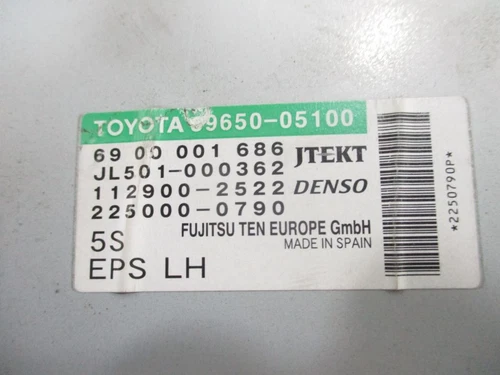 TOYOTA 89650-05100
69 00 001 686 JTEKT
JL501-000362
112900-2522 DENSO
225000-0790
FUJITSU TEN EUROPE GmbH
5S MADE IN SPAIN
EPS LH
*2250790P*